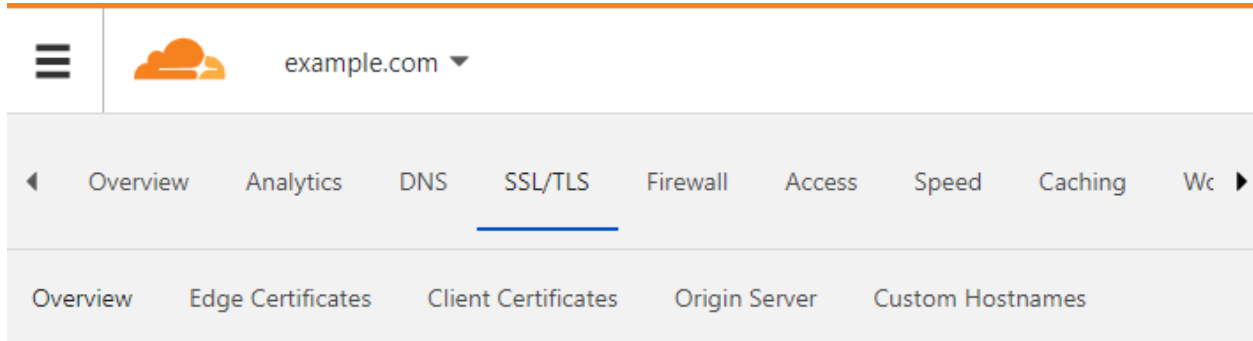 example.com
Overview Analytics DNS SSL/TLS Firewall Access Speed Caching
Overview Edge Certificates Client Certificates Origin Server Custom Hostnames